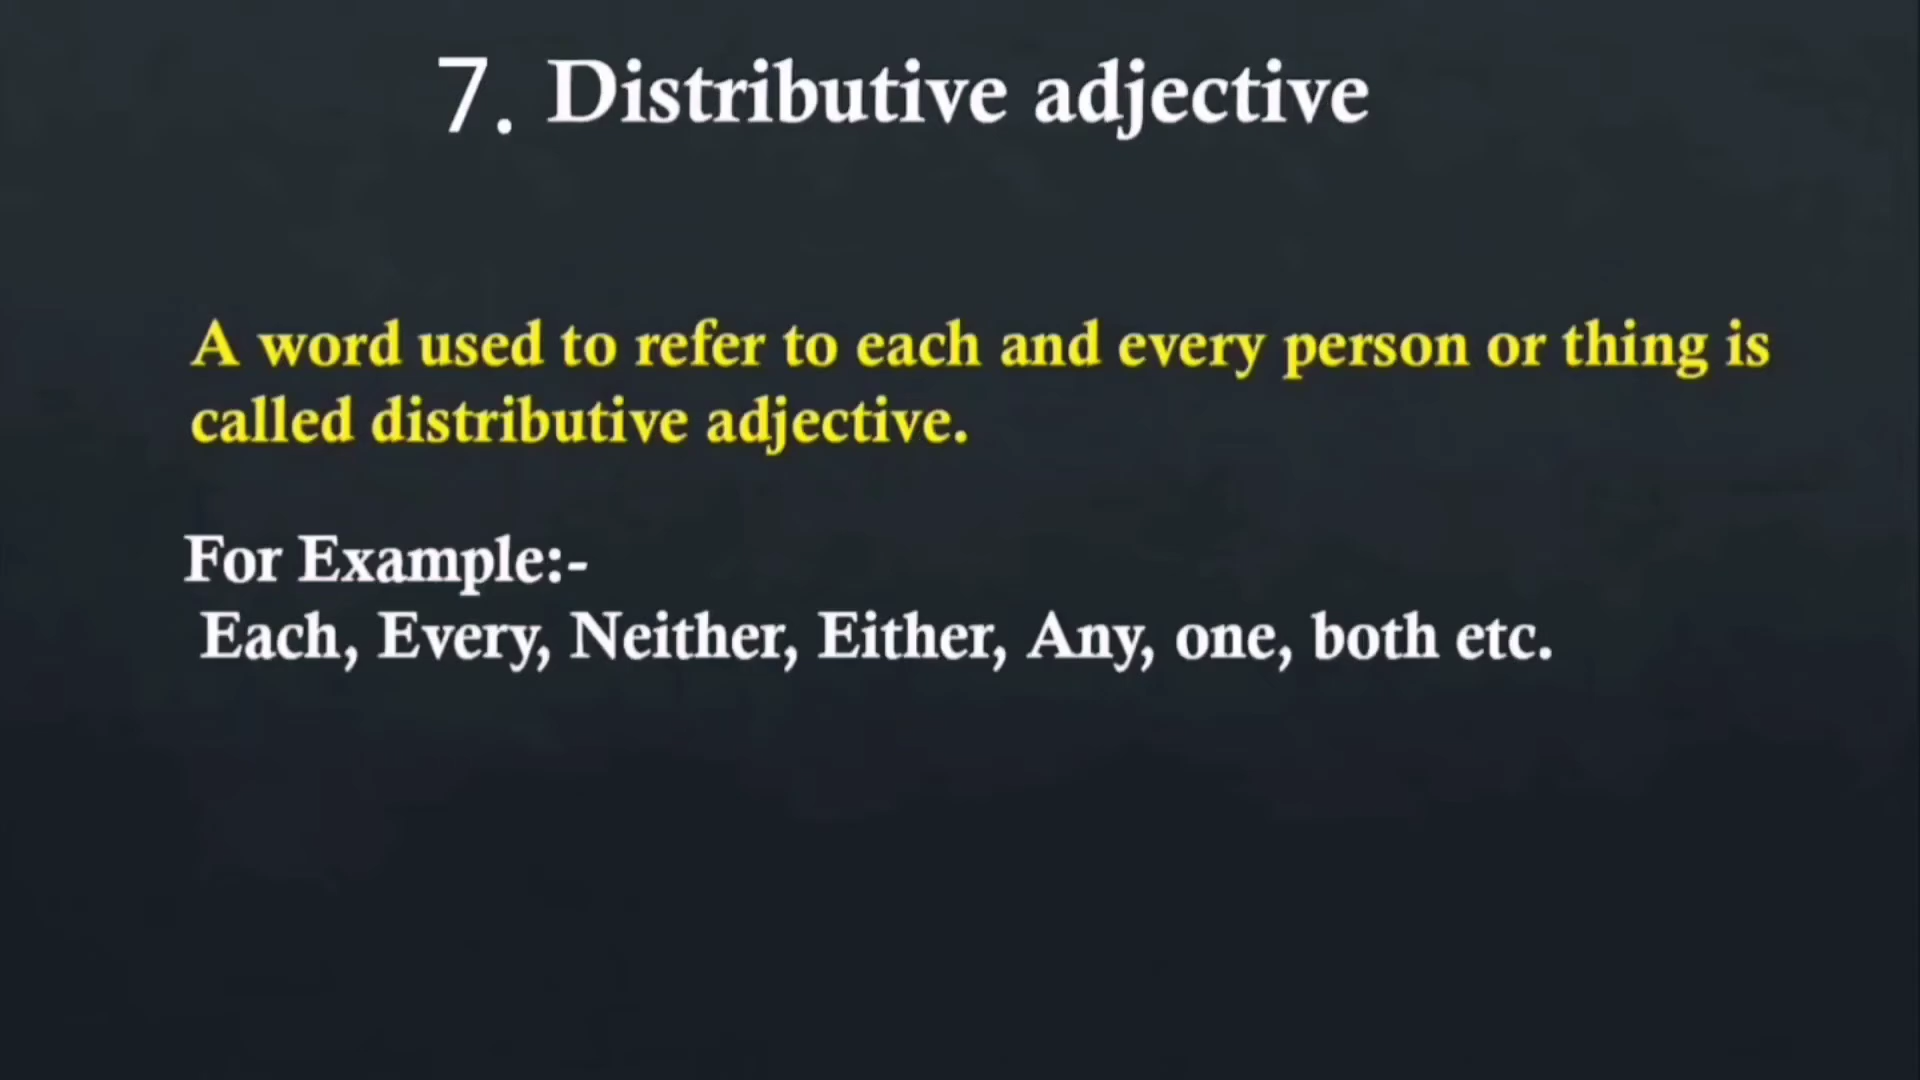 7. Distributive adjective
A word used to refer to each and every person or thing is
called distributive adjective.
For Example:-
Each, Every, Neither, Either, Any, one, both etc.